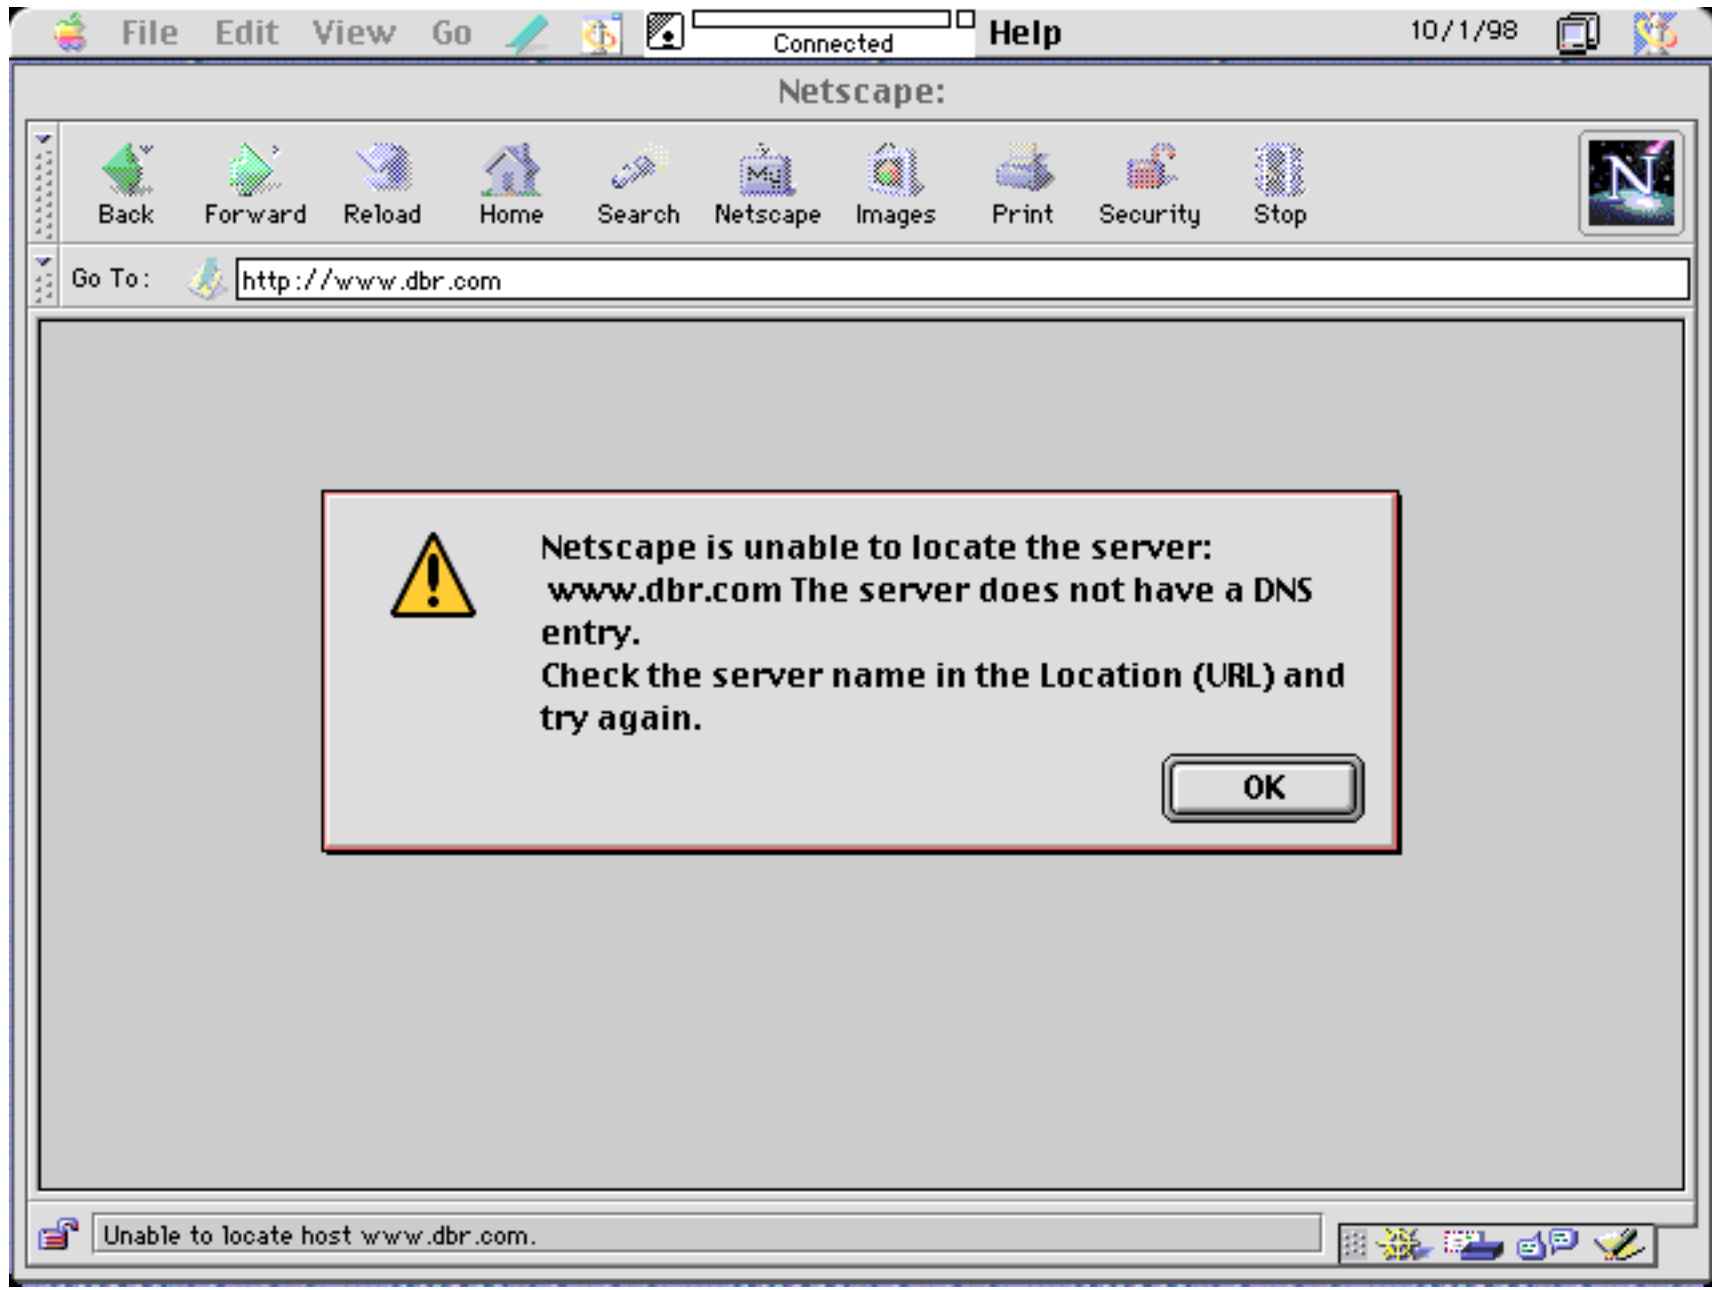 File Edit View Go Connected Help 10/1/98
Netscape:
Back Forward Reload Home Search Netscape Images Print Security Stop
My
N
Go To: http://www.dbr.com
Netscape is unable to locate the server:
www.dbr.com The server does not have a DNS
entry.
Check the server name in the Location (URL) and
try again.
OK
Unable to locate host www.dbr.com.